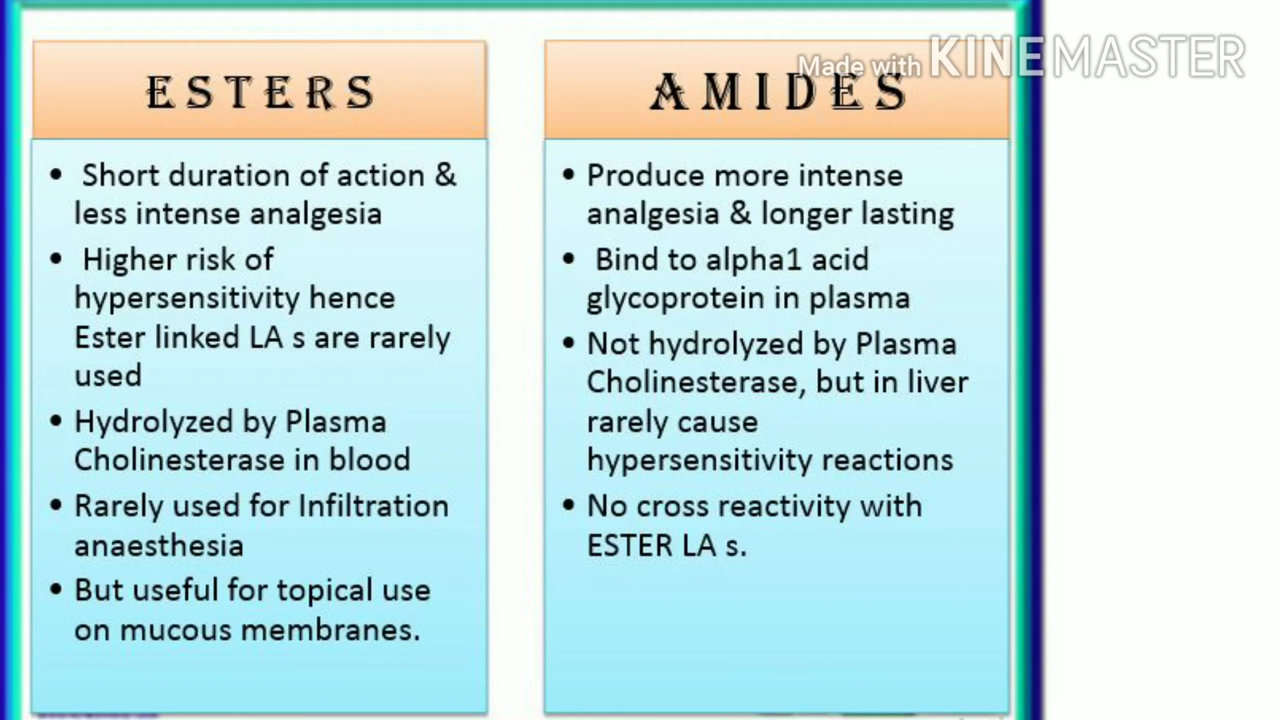 Made with KINEMASTER
ESTERS
• Short duration of action &
less intense analgesia
• Higher risk of
hypersensitivity hence
Ester linked LA s are rarely
used
• Hydrolyzed by Plasma
Cholinesterase in blood
• Rarely used for Infiltration
anaesthesia
• But useful for topical use
on mucous membranes.
AMIDES
• Produce more intense
analgesia & longer lasting
• Bind to alpha1 acid
glycoprotein in plasma
• Not hydrolyzed by Plasma
Cholinesterase, but in liver
rarely cause
hypersensitivity reactions
• No cross reactivity with
ESTER LA s.